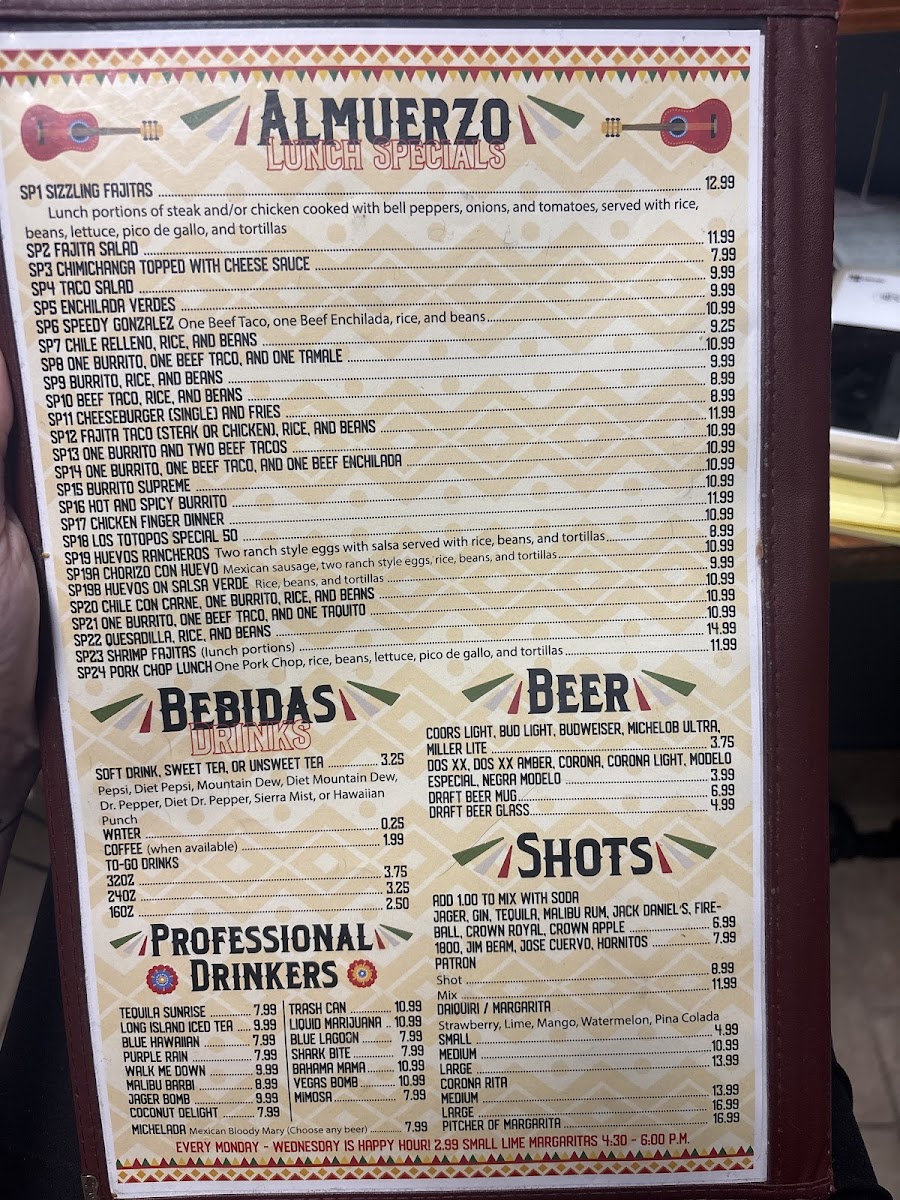 ALMUERZO
LUNCH SPECIALS
SP1 SIZZLING FAJITAS 12.99
Lunch portions of steak and/or chicken cooked with bell peppers, onions, and tomatoes, served with rice,
beans, lettuce, pico de gallo, and tortillas
SP2 FAJITA SALAD 11.99
SP3 CHIMICHANGA TOPPED WITH CHEESE SAUCE 7.99
SP4 TACO SALAD 9.99
SP5 ENCHILADA VERDES 9.99
SP6 SPEEDY GONZALEZ One Beef Taco, one Beef Enchilada, rice, and beans 10.99
SP7 CHILE RELLENO, RICE, AND BEANS 9.25
SP8 ONE BURRITO, ONE BEEF TACO, AND ONE TAMALE 10.99
SP9 BURRITO, RICE, AND BEANS 9.99
SP10 BEEF TACO, RICE, AND BEANS 8.99
SP11 CHEESEBURGER (SINGLE) AND FRIES 8.99
SP12 FAJITA TACO (STEAK OR CHICKEN), RICE, AND BEANS 11.99
SP13 ONE BURRITO AND TWO BEEF TACOS 10.99
SP14 ONE BURRITO, ONE BEEF TACO, AND ONE BEEF ENCHILADA 10.99
SP15 BURRITO SUPREME 10.99
SP16 HOT AND SPICY BURRITO 10.99
SP17 CHICKEN FINGER DINNER 11.99
SP18 LOS TOTOPOS SPECIAL 50 10.99
SP19 HUEVOS RANCHEROS Two ranch style eggs with salsa served with rice, beans, and tortillas 8.99
SP19A CHORIZO CON HUEVO Mexican sausage, two ranch style eggs, rice, beans, and tortillas 10.99
SP19B HUEVOS ON SALSA VERDE Rice, beans, and tortillas 9.99
SP20 CHILE CON CARNE, ONE BURRITO, RICE, AND BEANS 10.99
SP21 ONE BURRITO, ONE BEEF TACO, AND ONE TAQUITO 10.99
SP22 QUESADILLA, RICE, AND BEANS 10.99
SP23 SHRIMP FAJITAS (lunch portions) 14.99
SP24 PORK CHOP LUNCH One Pork Chop, rice, beans, lettuce, pico de gallo, and tortillas 11.99
BEBIDAS
DRINKS
SOFT DRINK, SWEET TEA, OR UNSWEET TEA 3.25
Pepsi, Diet Pepsi, Mountain Dew, Diet Mountain Dew,
Dr. Pepper, Diet Dr. Pepper, Sierra Mist, or Hawaiian
Punch
WATER 0.25
COFFEE (when available) 1.99
TO-GO DRINKS
32OZ 3.75
24OZ 3.25
16OZ 2.50
BEER
COORS LIGHT, BUD LIGHT, BUDWEISER, MICHELOB ULTRA,
MILLER LITE 3.75
DOS XX, DOS XX AMBER, CORONA, CORONA LIGHT, MODELO
ESPECIAL, NEGRA MODELO 3.99
DRAFT BEER MUG 6.99
DRAFT BEER GLASS 4.99
SHOTS
ADD 1.00 TO MIX WITH SODA
JAGER, GIN, TEQUILA, MALIBU RUM, JACK DANIEL'S, FIRE-
BALL, CROWN ROYAL, CROWN APPLE 6.99
1800, JIM BEAM, JOSE CUERVO, HORNITOS 7.99
PATRON
Shot 8.99
Mix 11.99
DAIQUIRI / MARGARITA
Strawberry, Lime, Mango, Watermelon, Pina Colada
SMALL 4.99
MEDIUM 10.99
LARGE 13.99
CORONA RITA
MEDIUM 13.99
LARGE 16.99
PITCHER OF MARGARITA 16.99
PROFESSIONAL
DRINKERS
TEQUILA SUNRISE 7.99
LONG ISLAND ICED TEA 9.99
BLUE HAWAIIAN 7.99
PURPLE RAIN 7.99
WALK ME DOWN 9.99
MALIBU BARBI 8.99
JAGER BOMB 9.99
COCONUT DELIGHT 7.99
TRASH CAN 10.99
LIQUID MARIJUANA 10.99
BLUE LAGOON 7.99
SHARK BITE 7.99
BAHAMA MAMA 10.99
VEGAS BOMB 10.99
MIMOSA 7.99
MICHELADA Mexican Bloody Mary (Choose any beer) 7.99
EVERY MONDAY - WEDNESDAY IS HAPPY HOUR! 2.99 SMALL LIME MARGARITAS 4:30 - 6:00 P.M.